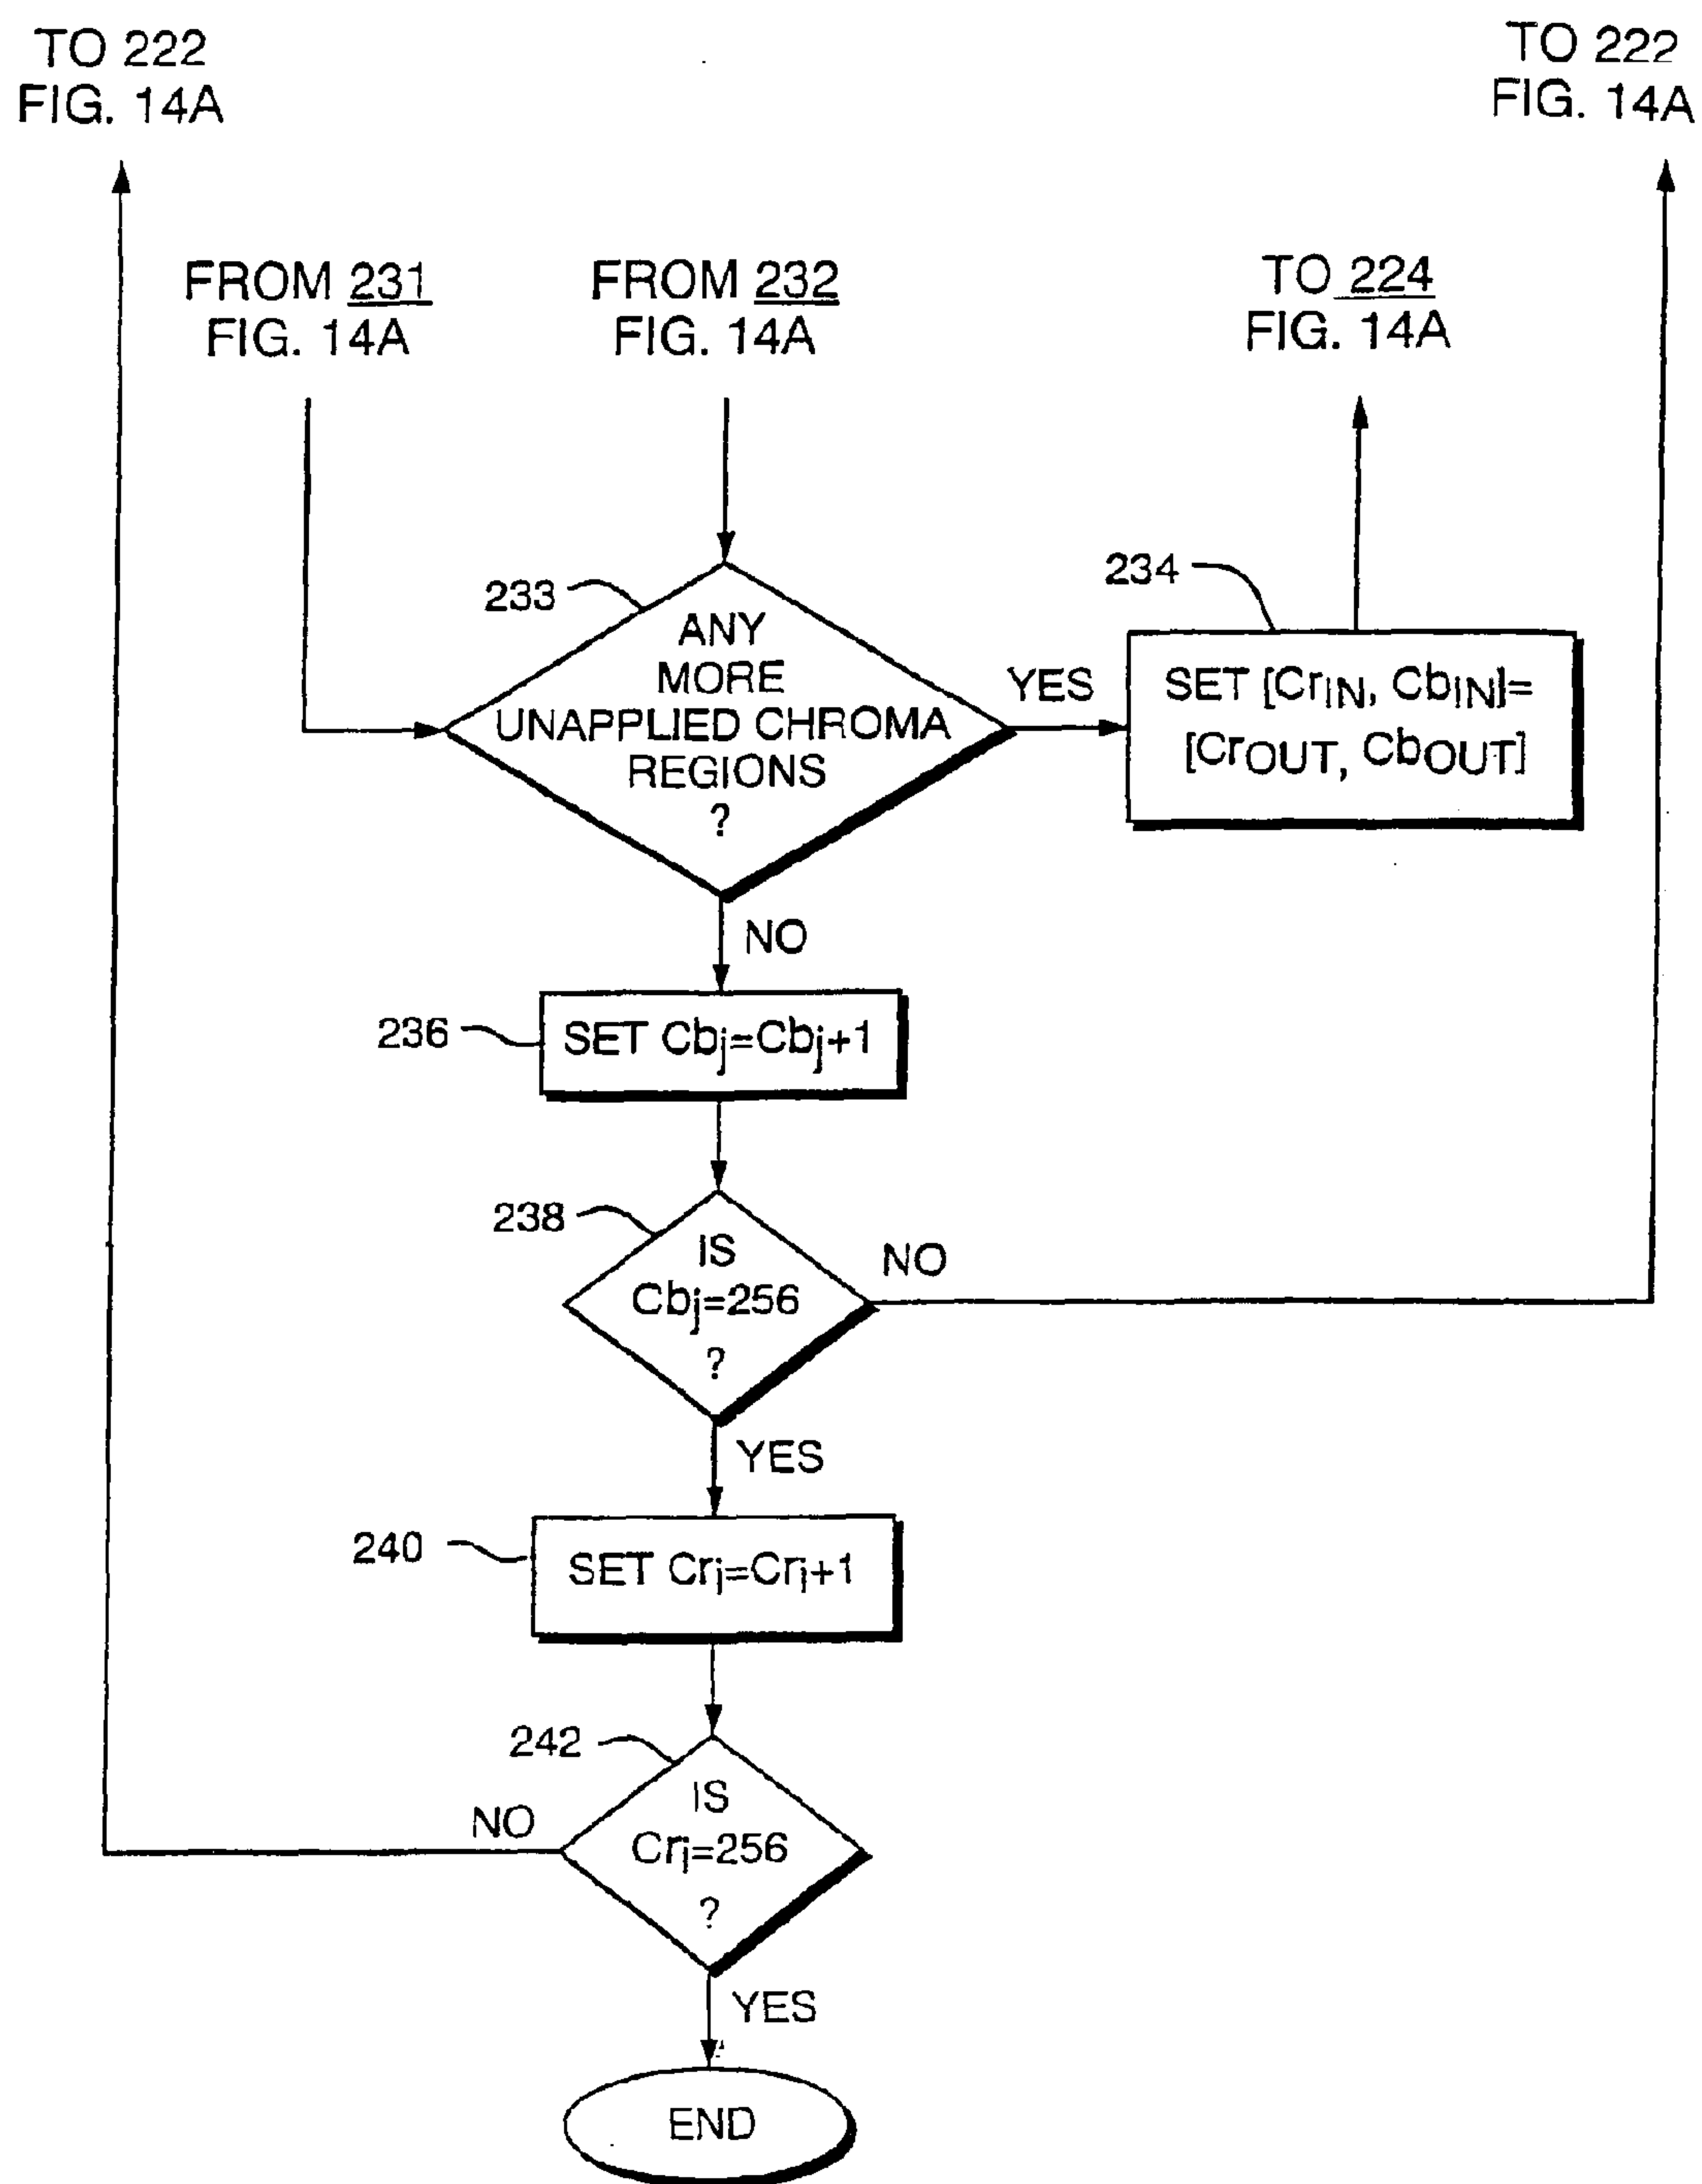 TO 222
FIG. 14A
TO 222
FIG. 14A
FROM 231
FIG. 14A
FROM 232
FIG. 14A
TO 224
FIG. 14A
233
ANY
MORE
UNAPPLIED CHROMA
REGIONS
?
YES
234
SET [CrIN, CbIN]=
[CrOUT, CbOUT]
NO
236
SET Cbj=Cbj+1
238
IS
Cbj=256
?
NO
YES
240
SET Crj=Crj+1
242
IS
Crj=256
?
NO
YES
END